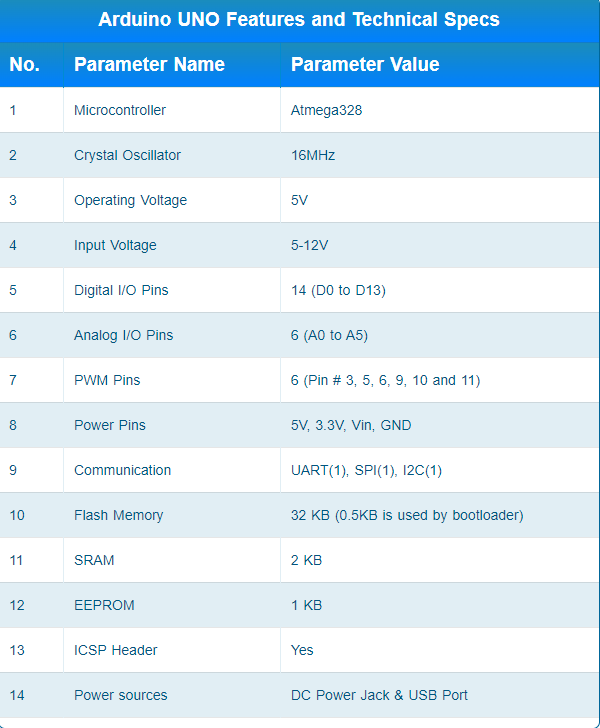 Arduino UNO Features and Technical Specs
No. Parameter Name Parameter Value
1 Microcontroller Atmega328
2 Crystal Oscillator 16MHz
3 Operating Voltage 5V
4 Input Voltage 5-12V
5 Digital I/O Pins 14 (D0 to D13)
6 Analog I/O Pins 6 (A0 to A5)
7 PWM Pins 6 (Pin # 3, 5, 6, 9, 10 and 11)
8 Power Pins 5V, 3.3V, Vin, GND
9 Communication UART(1), SPI(1), I2C(1)
10 Flash Memory 32 KB (0.5KB is used by bootloader)
11 SRAM 2 KB
12 EEPROM 1 KB
13 ICSP Header Yes
14 Power sources DC Power Jack & USB Port